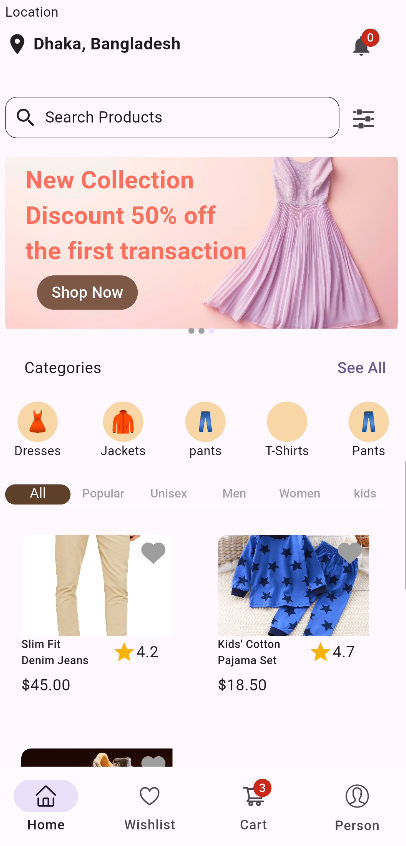 Location
Dhaka, Bangladesh
0
Search Products
New Collection
Discount 50% off
the first transaction
Shop Now
Categories
See All
Dresses
Jackets
pants
T-Shirts
Pants
All
Popular
Unisex
Men
Women
kids
Slim Fit
Denim Jeans
4.2
$45.00
Kids' Cotton
Pajama Set
4.7
$18.50
3
Home
Wishlist
Cart
Person